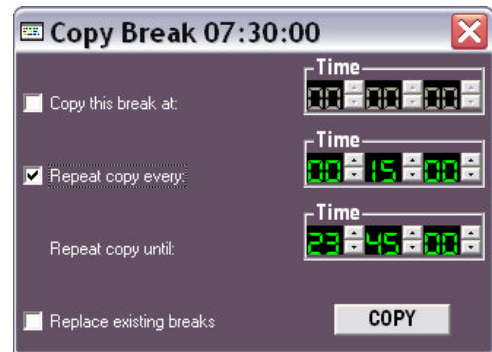 Copy Break 07:30:00
Time
Copy this break at: 00 00 00
Time
Repeat copy every: 00 15 00
Time
Repeat copy until: 23 45 00
Replace existing breaks COPY